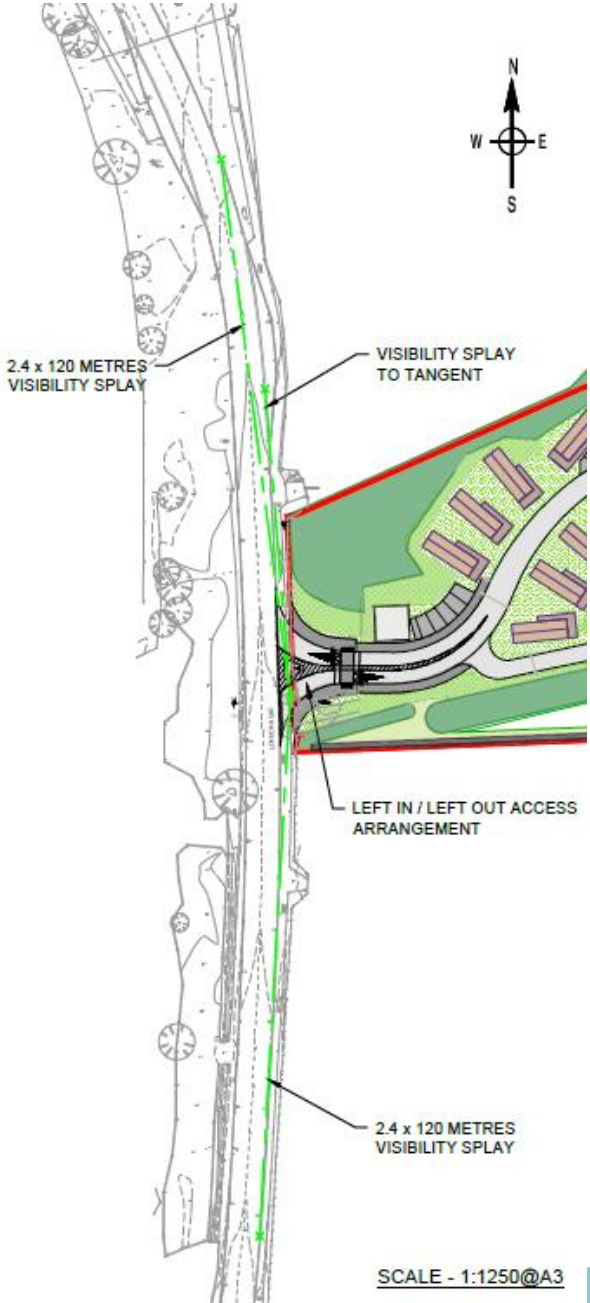 N
W E
S
2.4 x 120 METRES
VISIBILITY SPLAY
VISIBILITY SPLAY
TO TANGENT
LEFT IN / LEFT OUT ACCESS
ARRANGEMENT
2.4 x 120 METRES
VISIBILITY SPLAY
SCALE - 1:1250@A3